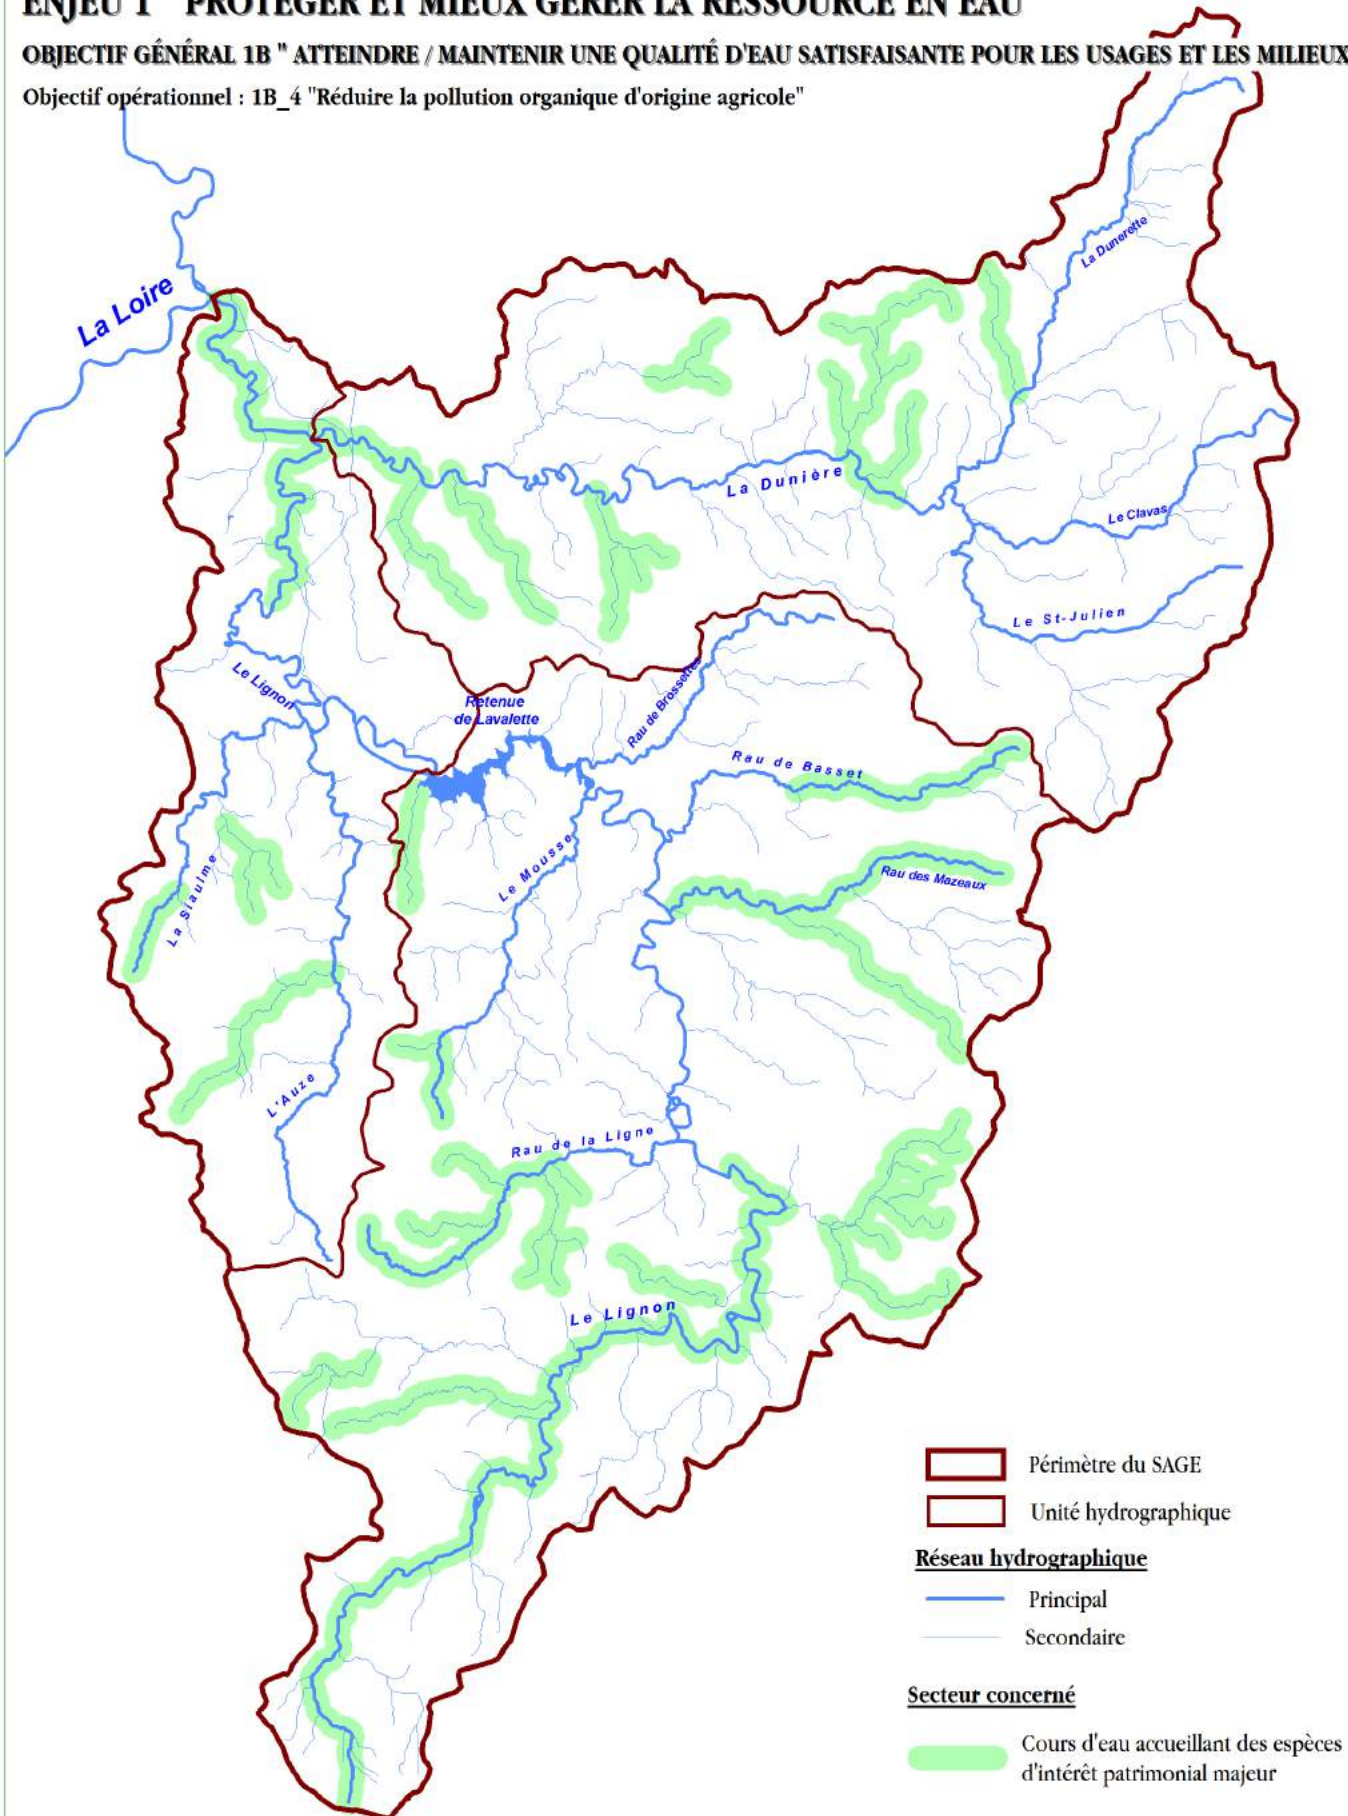 ENJEU 1 " PROTÉGER ET MIEUX GÉRER LA RESSOURCE EN EAU
OBJECTIF GÉNÉRAL 1B " ATTEINDRE / MAINTENIR UNE QUALITÉ D'EAU SATISFAISANTE POUR LES USAGES ET LES MILIEUX
Objectif opérationnel : 1B_4 "Réduire la pollution organique d'origine agricole"
La Dunerette
La Loire
La Dunière
Le Clavas
Le St-Julien
Le Lignon
Retenue
de Lavalette
Rau de Brossettes
Rau de Basset
Le Mousse
La Siaulme
Rau des Mazeaux
L'Auze
Rau de la Ligne
Le Lignon
Périmètre du SAGE
Unité hydrographique
Réseau hydrographique
Principal
Secondaire
Secteur concerné
Cours d'eau accueillant des espèces
d'intérêt patrimonial majeur